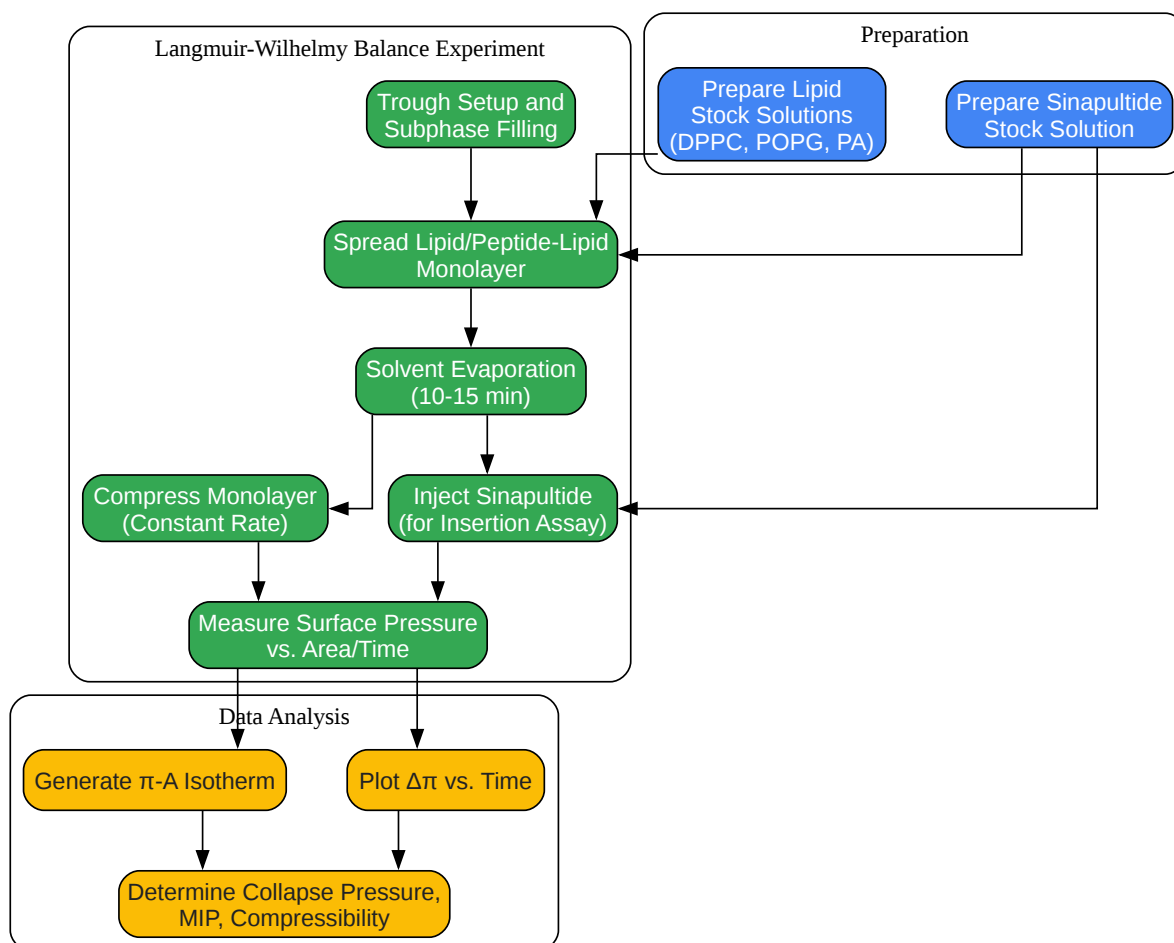 Langmuir-Wilhelmy Balance Experiment
Preparation
Trough Setup and
Subphase Filling
Prepare Lipid
Stock Solutions
(DPPC, POPG, PA)
Prepare Sinapultide
Stock Solution
Spread Lipid/Peptide-Lipid
Monolayer
Solvent Evaporation
(10-15 min)
Compress Monolayer
(Constant Rate)
Inject Sinapultide
(for Insertion Assay)
Measure Surface Pressure
vs. Area/Time
Data Analysis
Generate π-A Isotherm
Plot Δπ vs. Time
Determine Collapse Pressure,
MIP, Compressibility